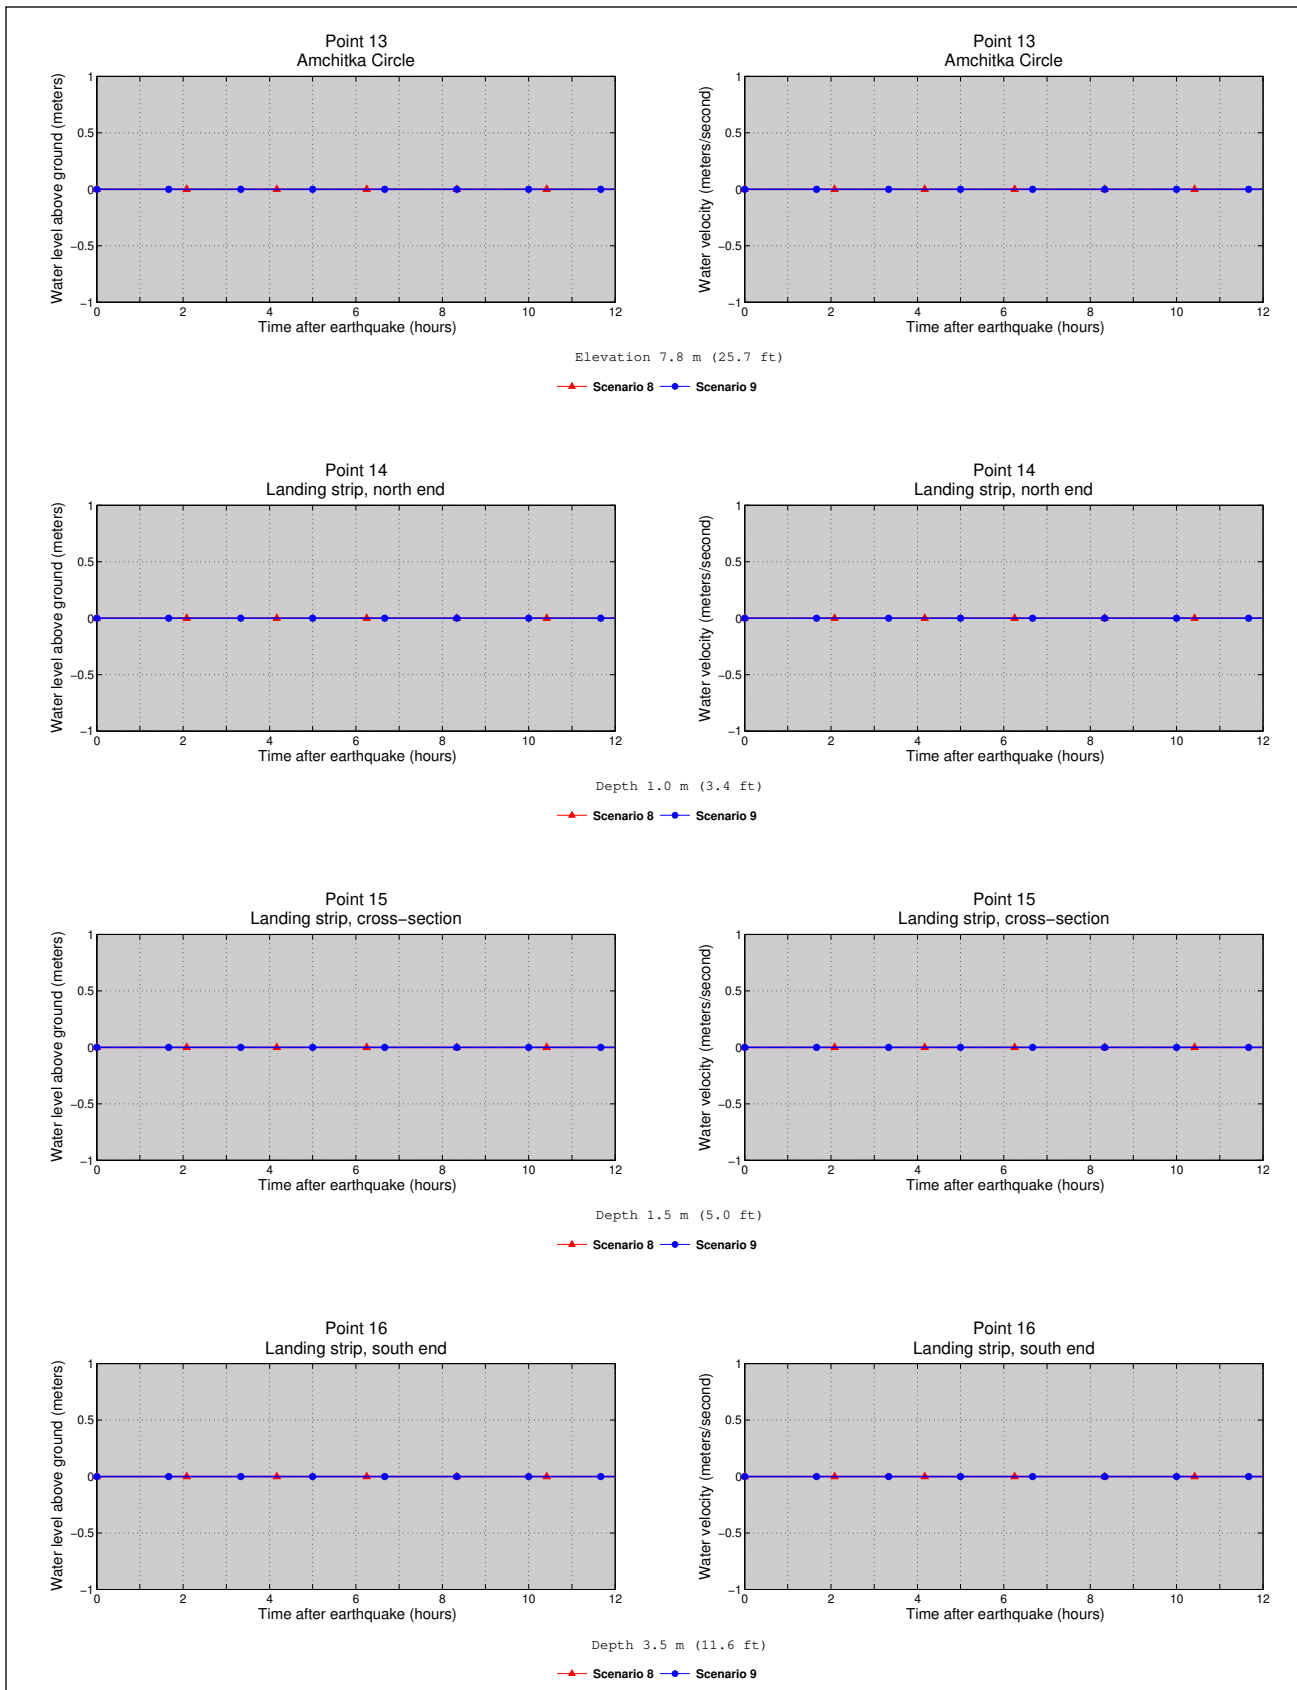 Point 13
Amchitka Circle
Water level above ground (meters)
1
0.5
0
−0.5
−1
0 2 4 6 8 10 12
Time after earthquake (hours)
Point 13
Amchitka Circle
Water velocity (meters/second)
1
0.5
0
−0.5
−1
0 2 4 6 8 10 12
Time after earthquake (hours)
Elevation 7.8 m (25.7 ft)
Scenario 8 Scenario 9
Point 14
Landing strip, north end
Water level above ground (meters)
1
0.5
0
−0.5
−1
0 2 4 6 8 10 12
Time after earthquake (hours)
Point 14
Landing strip, north end
Water velocity (meters/second)
1
0.5
0
−0.5
−1
0 2 4 6 8 10 12
Time after earthquake (hours)
Depth 1.0 m (3.4 ft)
Scenario 8 Scenario 9
Point 15
Landing strip, cross−section
Water level above ground (meters)
1
0.5
0
−0.5
−1
0 2 4 6 8 10 12
Time after earthquake (hours)
Point 15
Landing strip, cross−section
Water velocity (meters/second)
1
0.5
0
−0.5
−1
0 2 4 6 8 10 12
Time after earthquake (hours)
Depth 1.5 m (5.0 ft)
Scenario 8 Scenario 9
Point 16
Landing strip, south end
Water level above ground (meters)
1
0.5
0
−0.5
−1
0 2 4 6 8 10 12
Time after earthquake (hours)
Point 16
Landing strip, south end
Water velocity (meters/second)
1
0.5
0
−0.5
−1
0 2 4 6 8 10 12
Time after earthquake (hours)
Depth 3.5 m (11.6 ft)
Scenario 8 Scenario 9